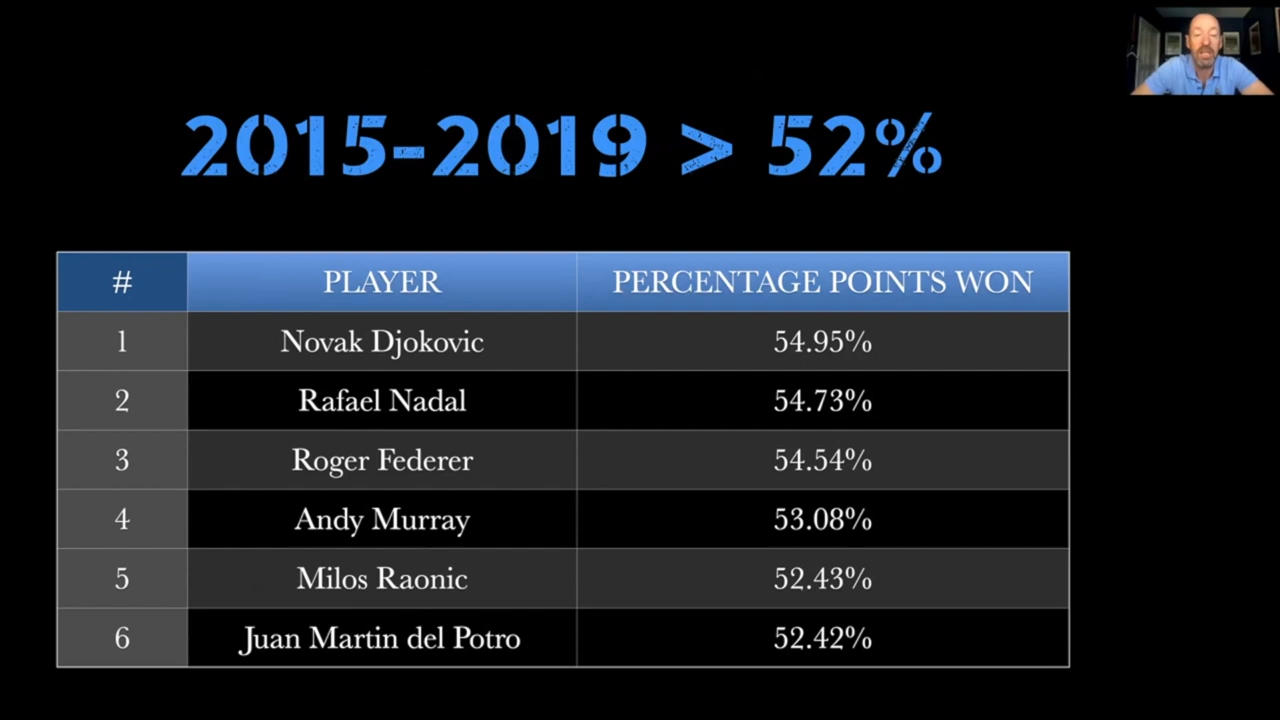 2015-2019 > 52%
# PLAYER PERCENTAGE POINTS WON
1 Novak Djokovic 54.95%
2 Rafael Nadal 54.73%
3 Roger Federer 54.54%
4 Andy Murray 53.08%
5 Milos Raonic 52.43%
6 Juan Martin del Potro 52.42%